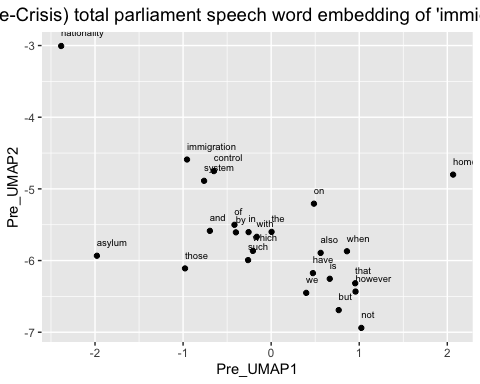 e-Crisis) total parliament speech word embedding of 'immi
nationality
-3
-4
immigration
control
system
home
-5
on
of
and
by in
with
the
which
also
when
such
asylum
-6
those
have
is
that
however
we
but
not
-7
-2
-1
0
1
2
Pre_UMAP1
Pre_UMAP2